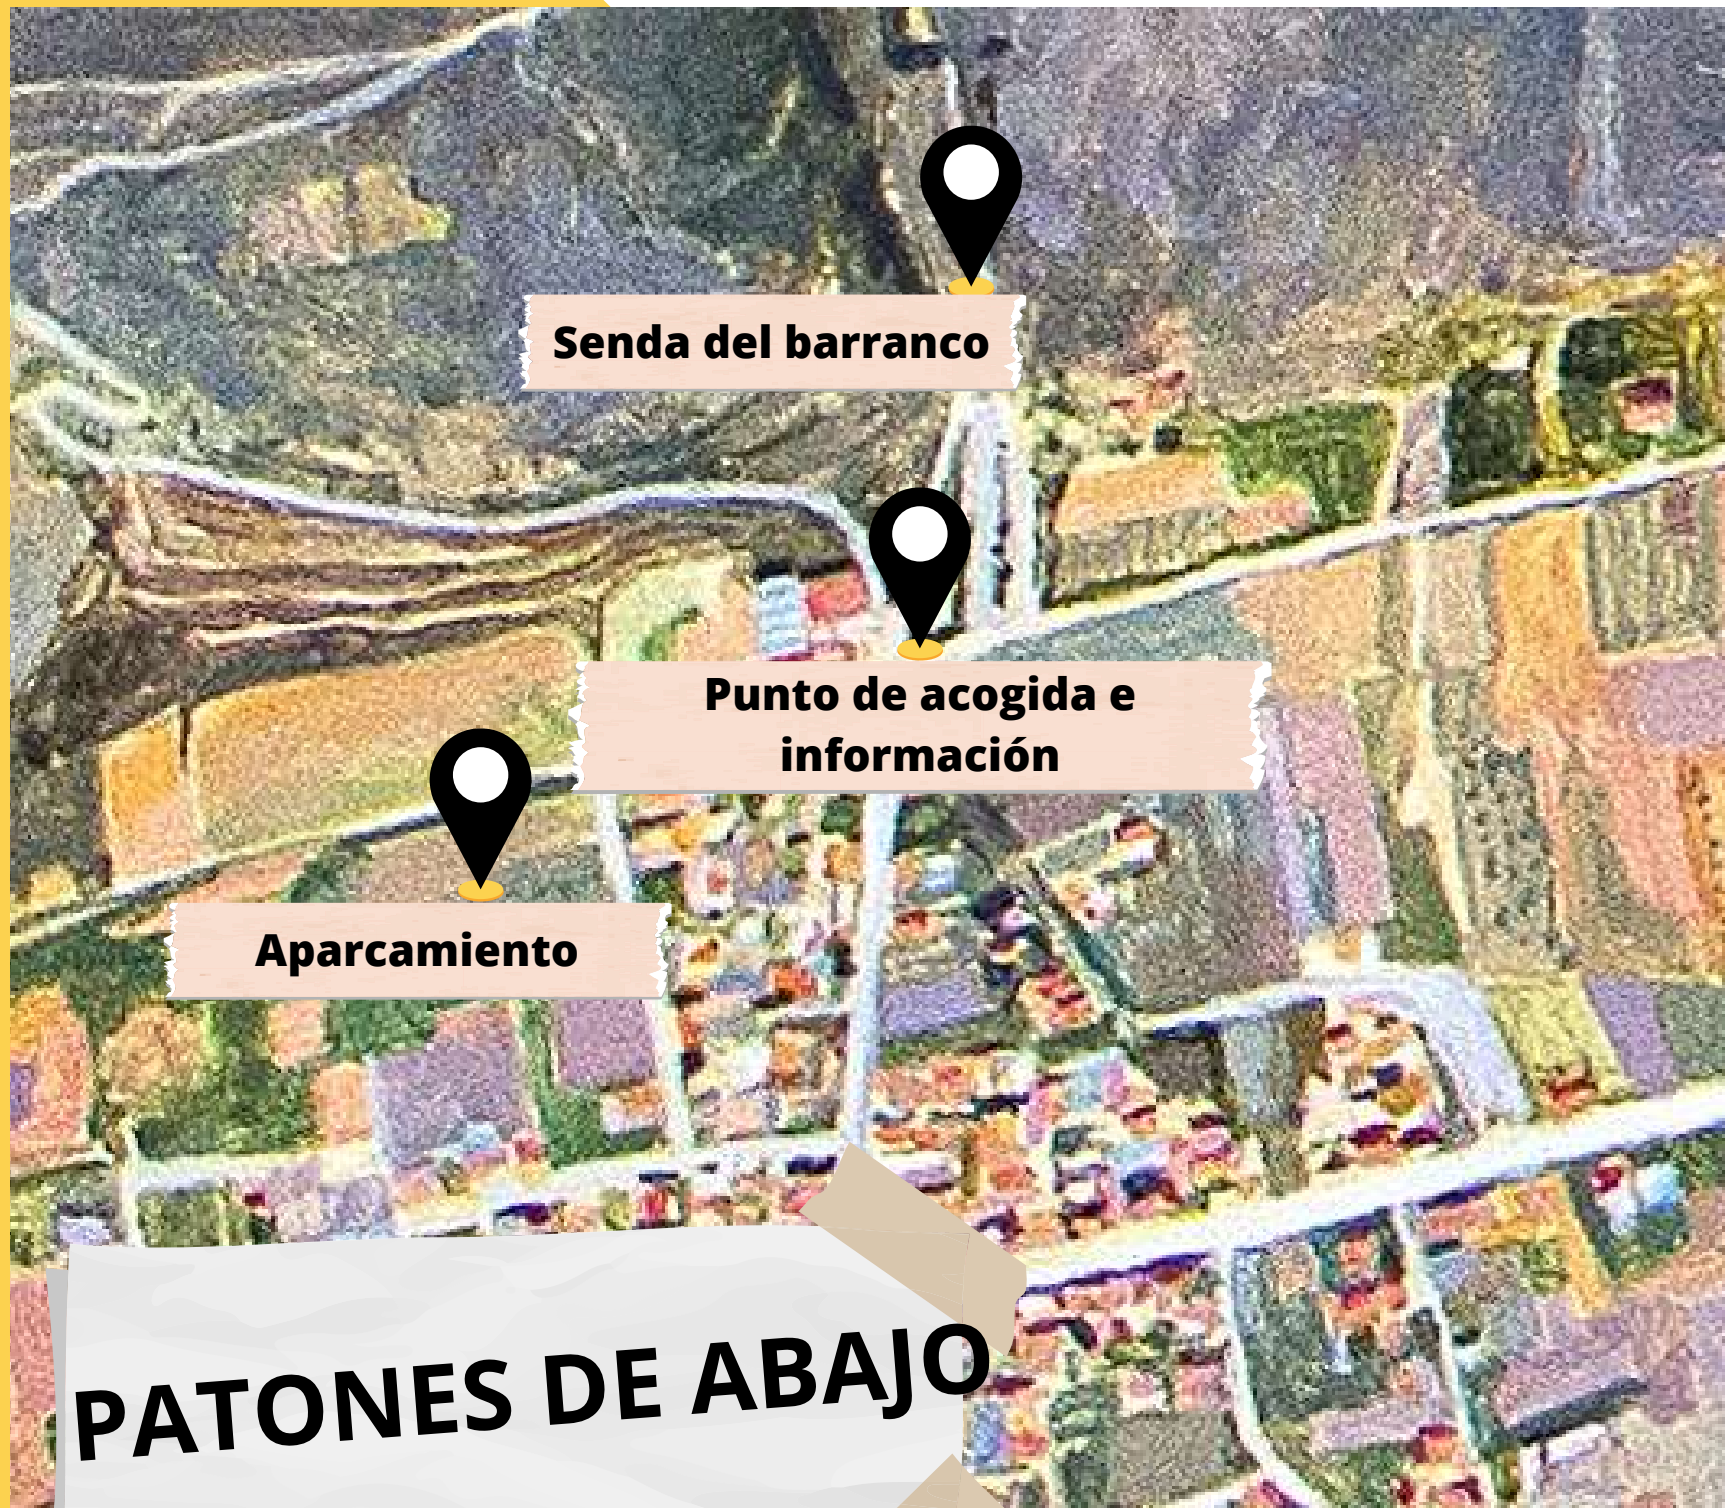 Senda del barranco
Punto de acogida e
información
Aparcamiento
PATONES DE ABAJO